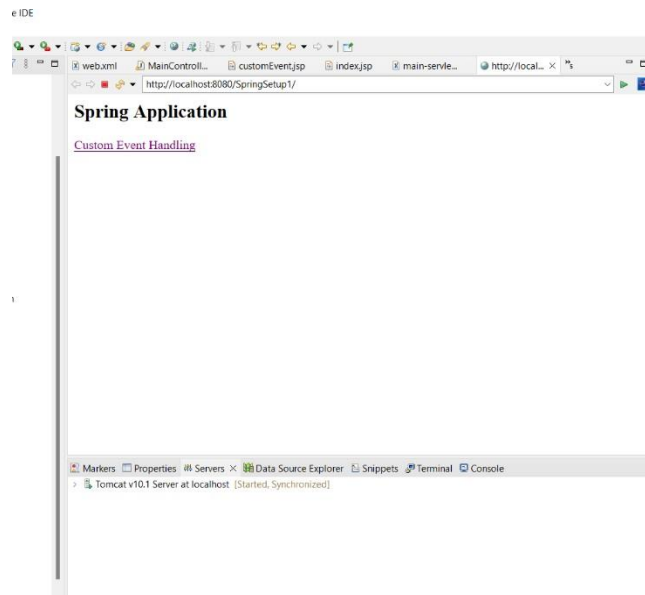 e IDE
web.xml MainControll... customEvent.jsp index.jsp main-servle... http://local...
http://localhost:8080/SpringSetup1/
Spring Application
Custom Event Handling
Markers Properties Servers Data Source Explorer Snippets Terminal Console
Tomcat v10.1 Server at localhost [Started, Synchronized]